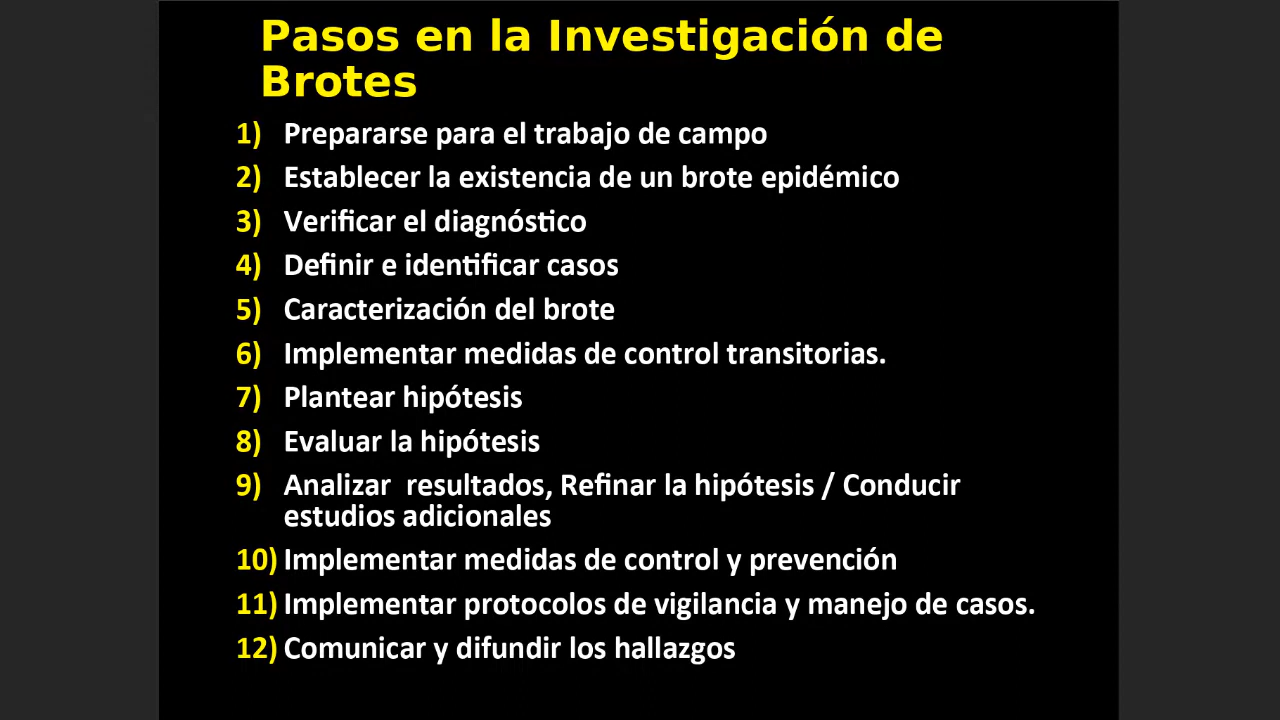 Pasos en la Investigación de
Brotes
1) Prepararse para el trabajo de campo
2) Establecer la existencia de un brote epidémico
3) Verificar el diagnóstico
4) Definir e identificar casos
5) Caracterización del brote
6) Implementar medidas de control transitorias.
7) Plantear hipótesis
8) Evaluar la hipótesis
9) Analizar  resultados, Refinar la hipótesis / Conducir
estudios adicionales
10) Implementar medidas de control y prevención
11) Implementar protocolos de vigilancia y manejo de casos.
12) Comunicar y difundir los hallazgos